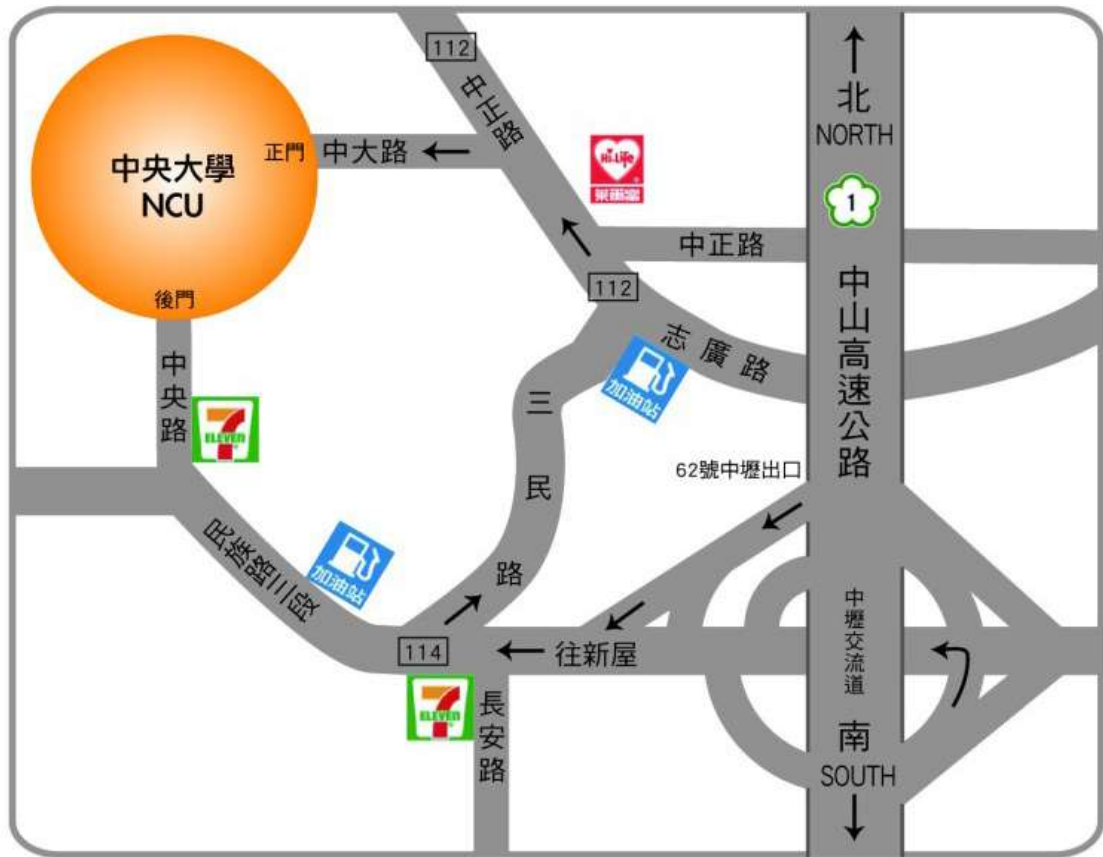 112
中正路
正門
中大路
中央大學
NCU
後門
Hi-Life
萊爾富
中正路
112
北
NORTH
1
中山高速公路
志廣路
加油站
中央路
7
ELEVEN
三民路
62號中壢出口
民族路三段
加油站
114
往新屋
中壢交流道
7
ELEVEN
長安路
南
SOUTH